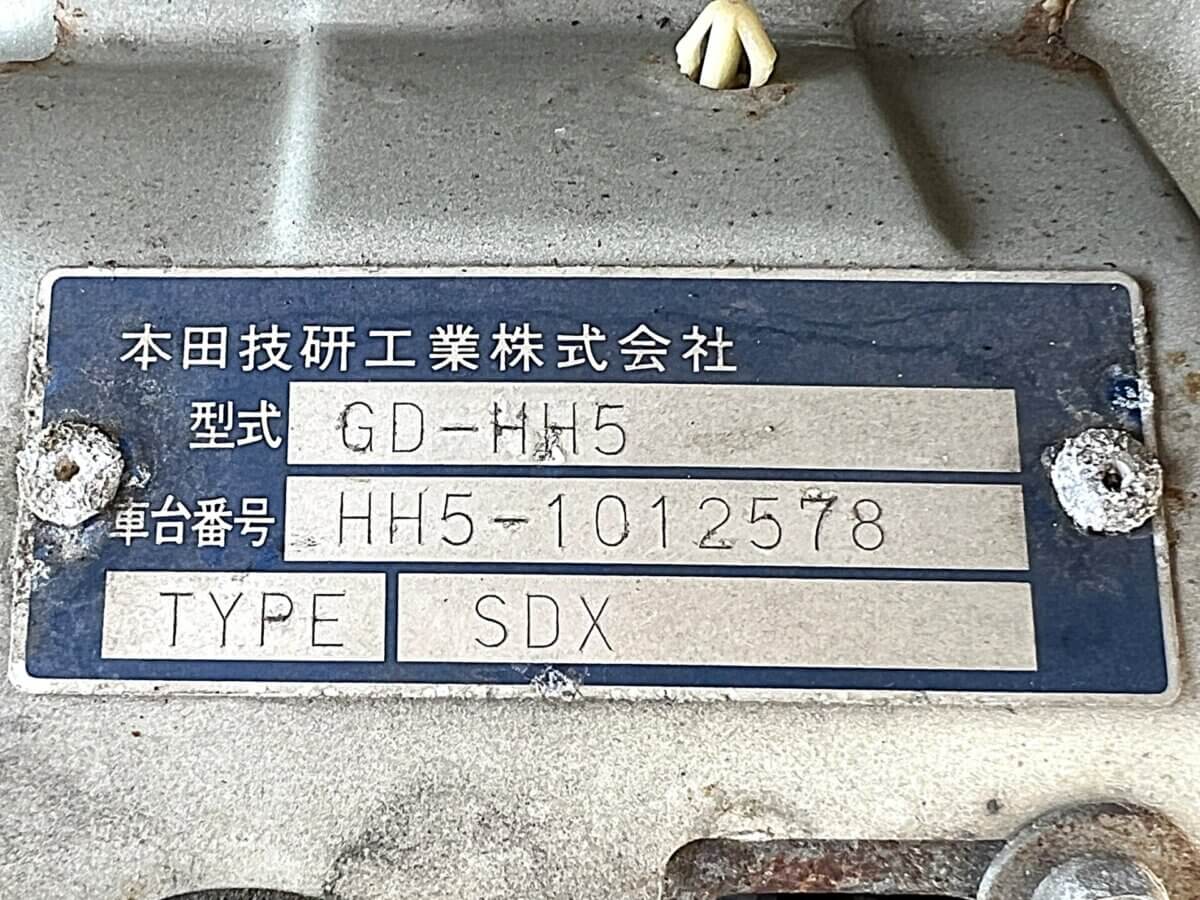 本田技研工業株式会社
型式 GD-HH5
車台番号 HH5-1012578
TYPE SDX